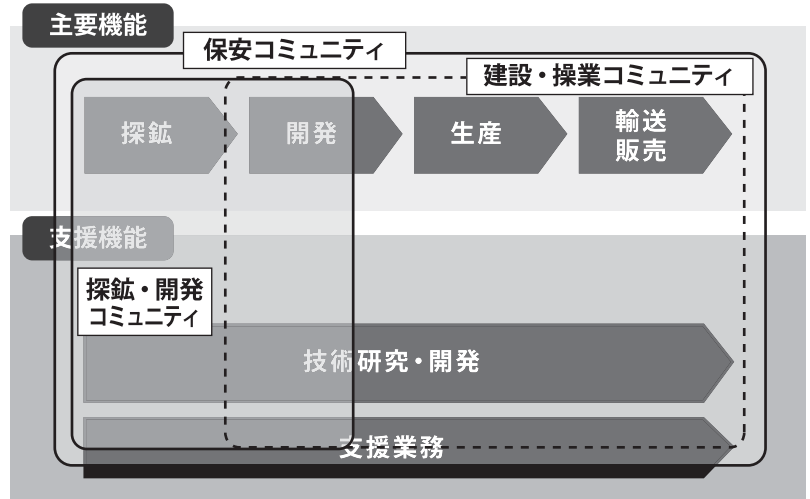 主要機能
保安コミュニティ
建設・操業コミュニティ
探鉱
開発
生産
輸送
販売
支援機能
探鉱・開発
コミュニティ
技術研究・開発
支援業務